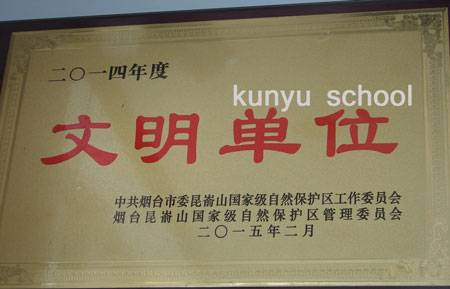 二〇一四年度
kunyu school
文明单位
中共烟台市委昆嵛山国家级自然保护区工作委员会
烟台昆嵛山国家级自然保护区管理委员会
二〇一五年二月